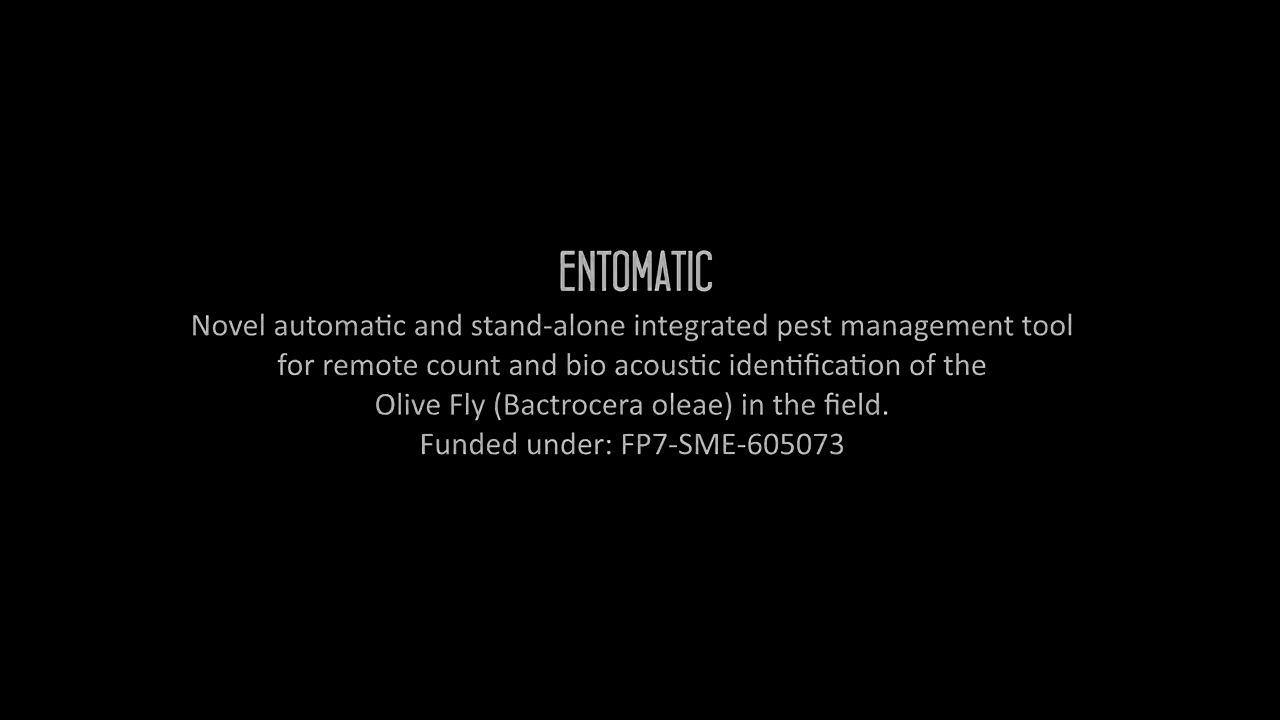 ENTOMATIC
Novel automatic and stand-alone integrated pest management tool
for remote count and bio acoustic identification of the
Olive Fly (Bactrocera oleae) in the field.
Funded under: FP7-SME-605073